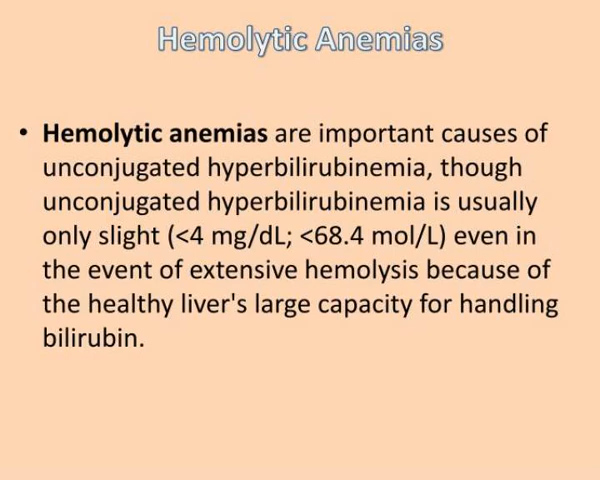 Hemolytic Anemias
• Hemolytic anemias are important causes of
unconjugated hyperbilirubinemia, though
unconjugated hyperbilirubinemia is usually
only slight (<4 mg/dL; <68.4 mol/L) even in
the event of extensive hemolysis because of
the healthy liver's large capacity for handling
bilirubin.